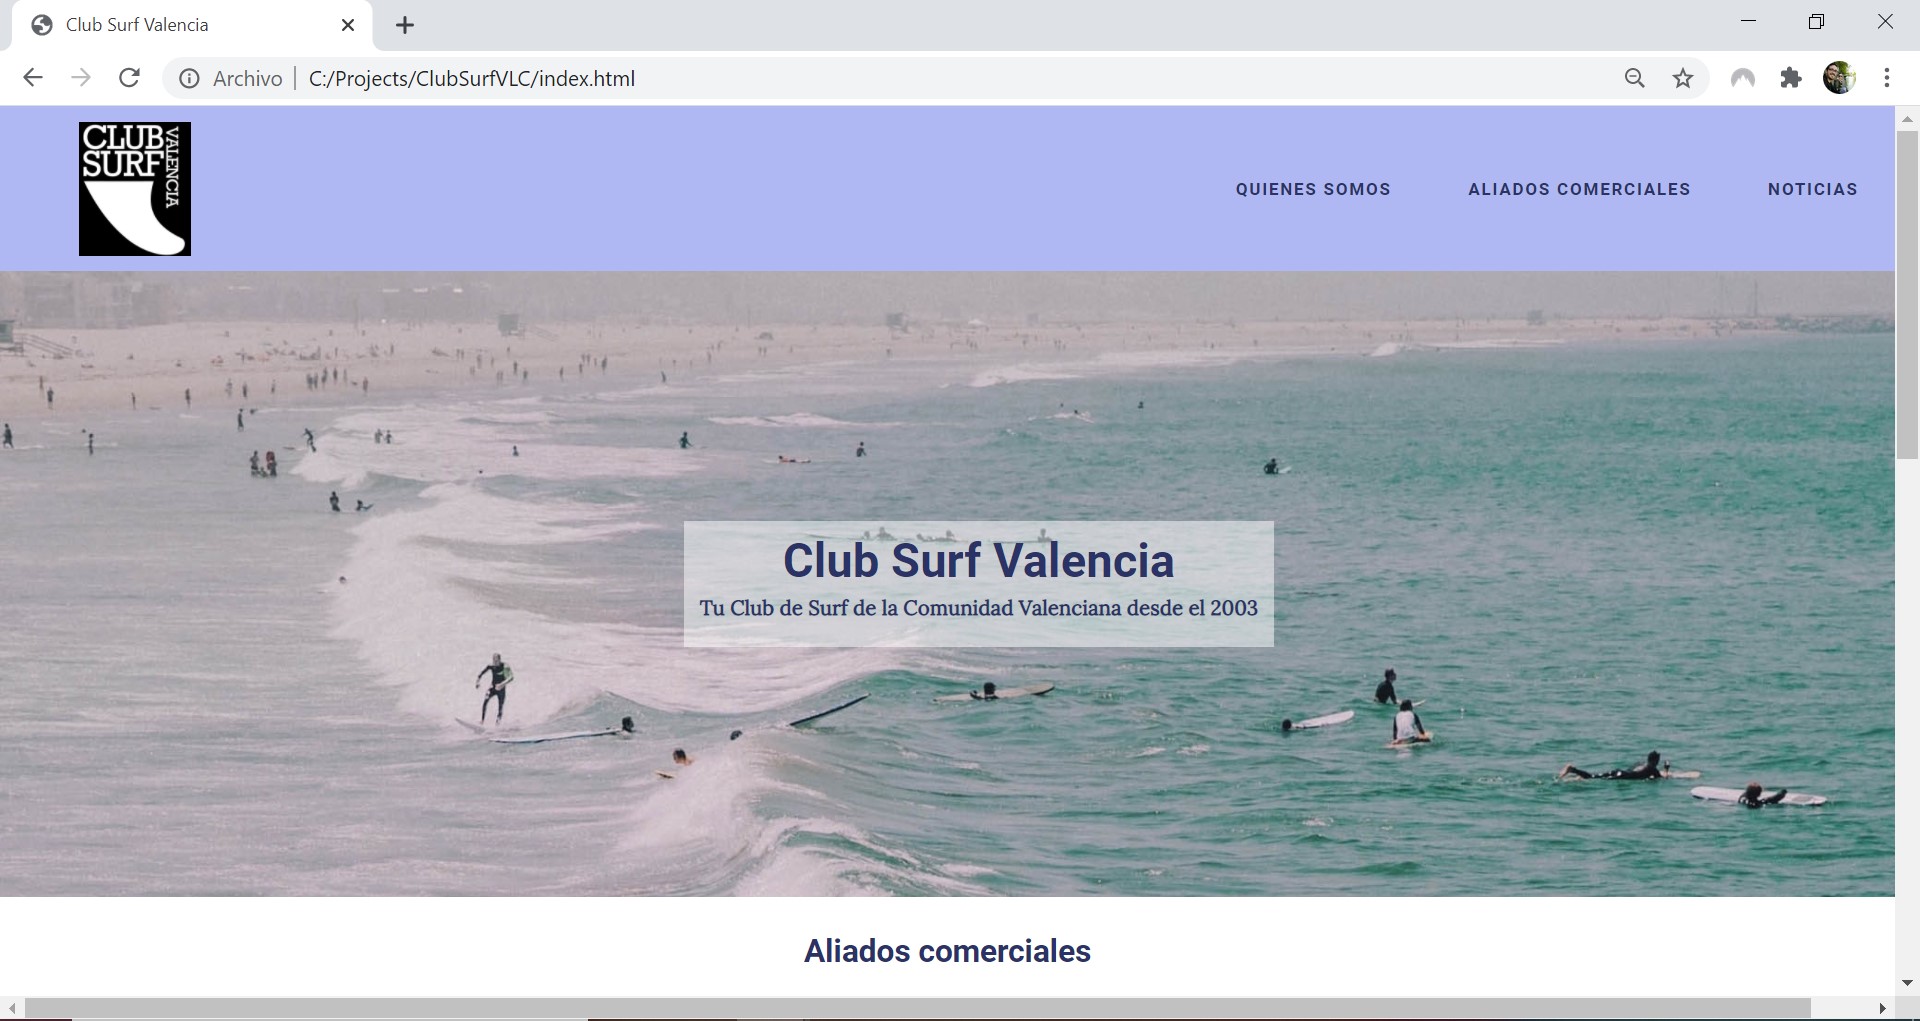 Club Surf Valencia
Archivo
C:/Projects/ClubSurfVLC/index.html
CLUB
SURF
VALENCIA
QUIENES SOMOS
ALIADOS COMERCIALES
NOTICIAS
Club Surf Valencia
Tu Club de Surf de la Comunidad Valenciana desde el 2003
Aliados comerciales